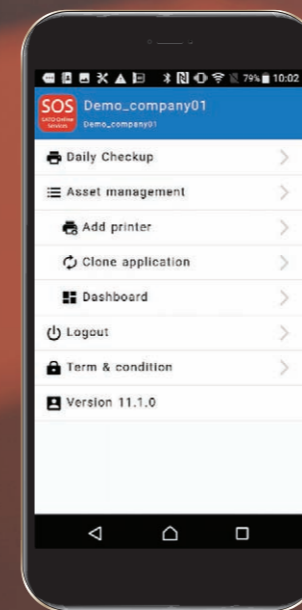 79% 10:02
SOS
SATO Online
Services
Demo_company01
Demo_company01
Daily Checkup
Asset management
Add printer
Clone application
Dashboard
Logout
Term & condition
Version 11.1.0